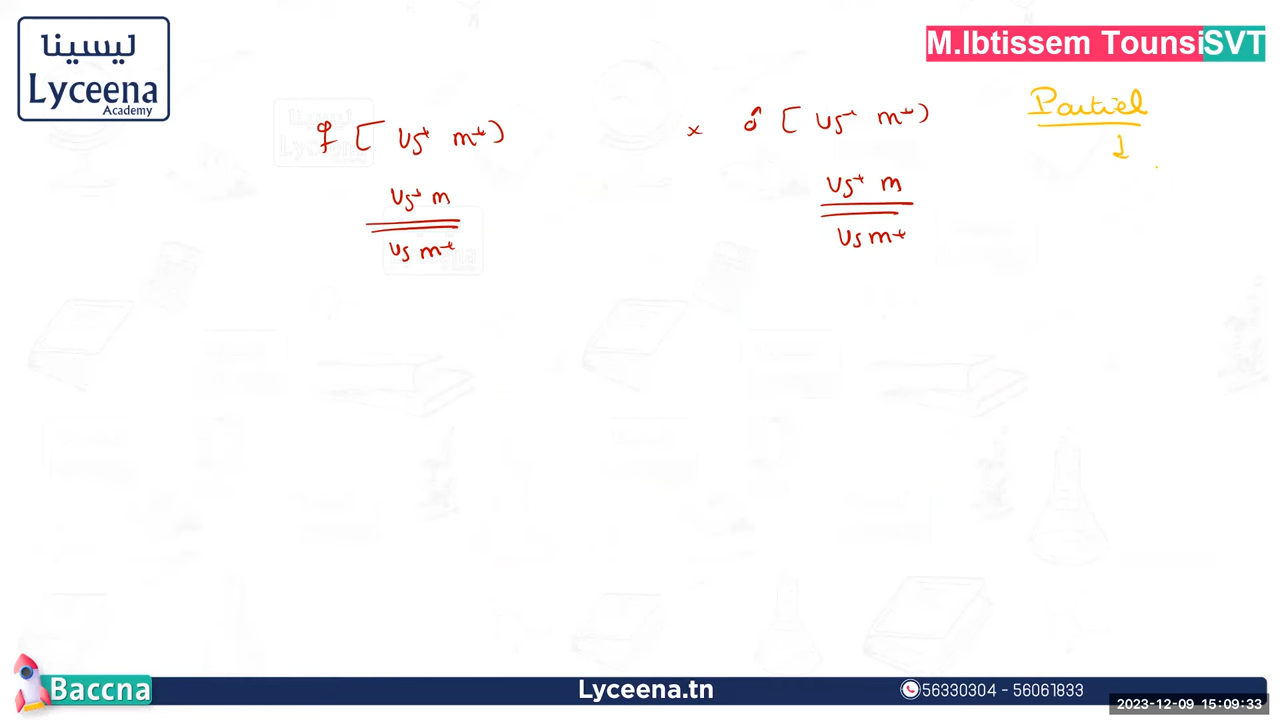 ليسينا
Lyceena
Academy
M.Ibtissem Tounsi SVT
Partiel
♀ [ vg+ m+ ]
x ♂ [ vg+ m+ ]
vg+ m
vg m+
vg+ m
vg m+
Baccna
Lyceena.tn
56330304 - 56061833
2023-12-09 15:09:33